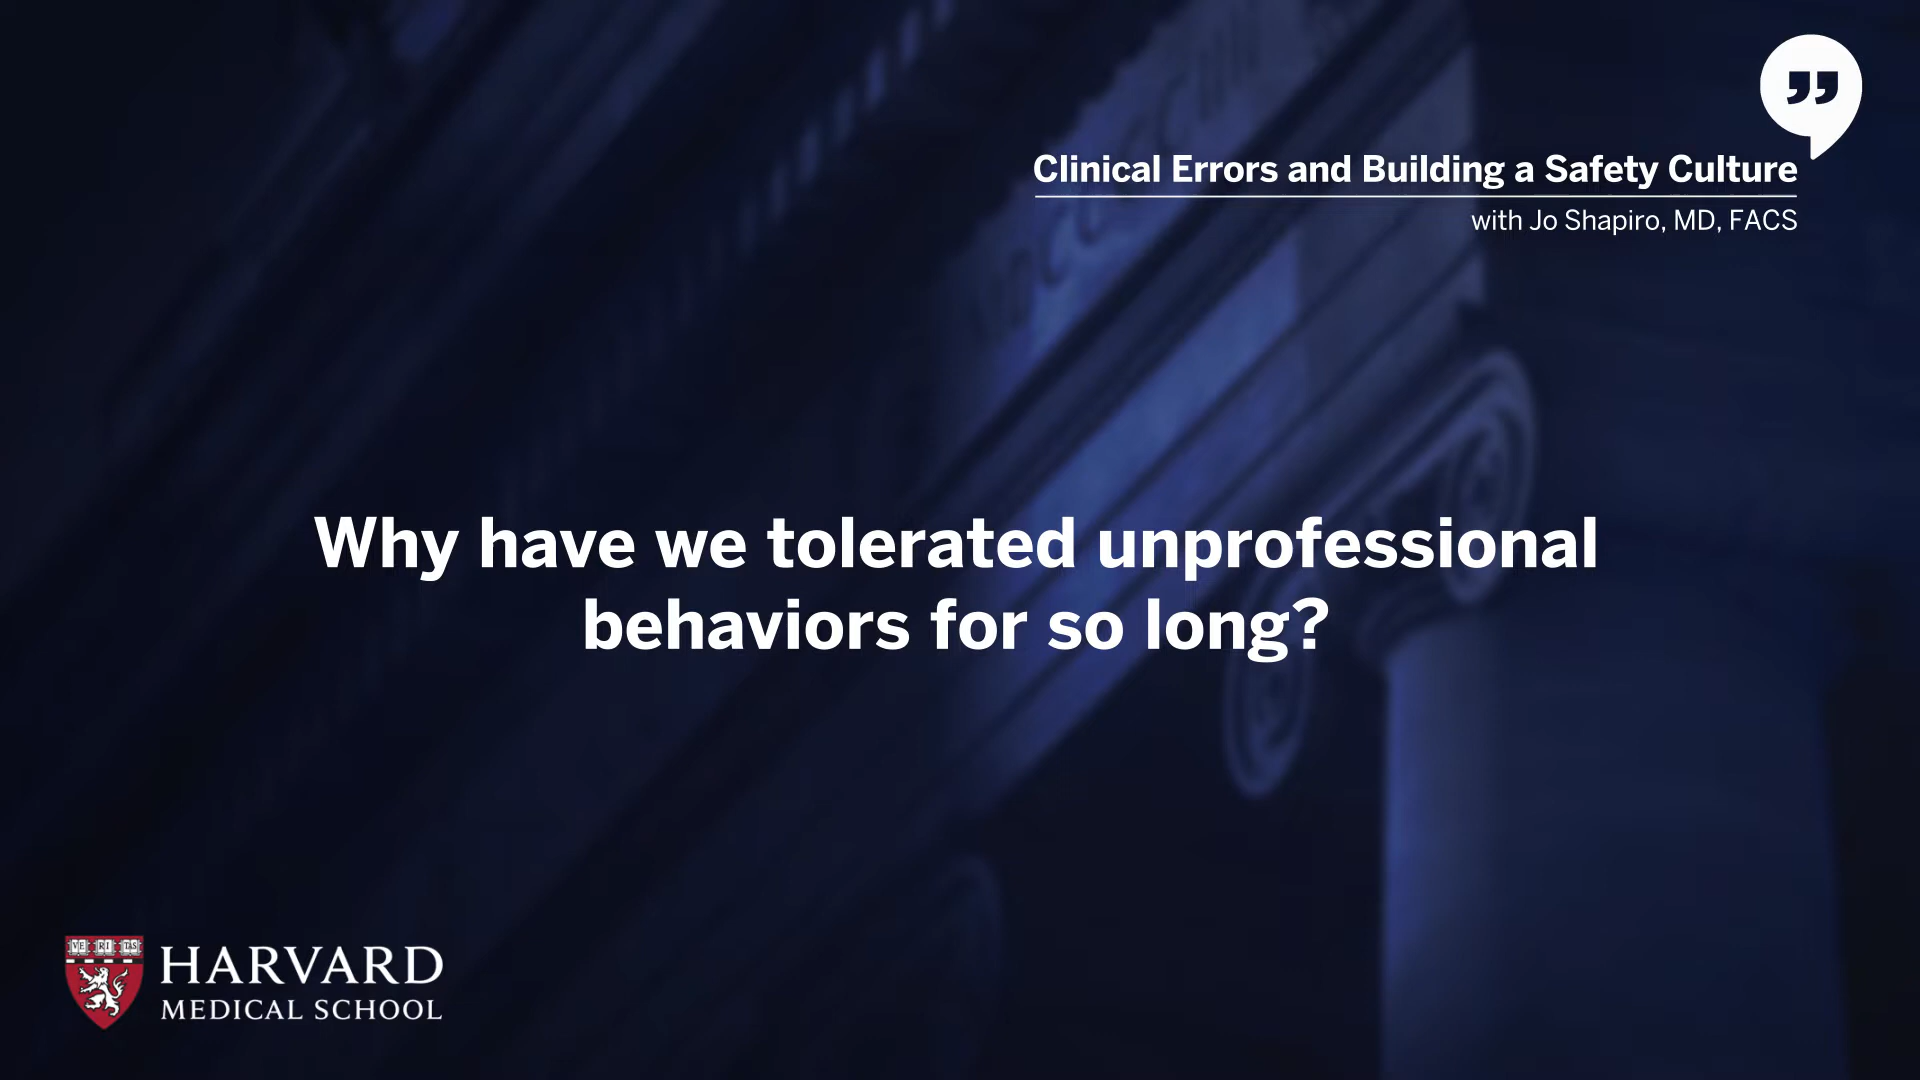 ”
Clinical Errors and Building a Safety Culture
with Jo Shapiro, MD, FACS
Why have we tolerated unprofessional
behaviors for so long?
VE RI TS
HARVARD
MEDICAL SCHOOL